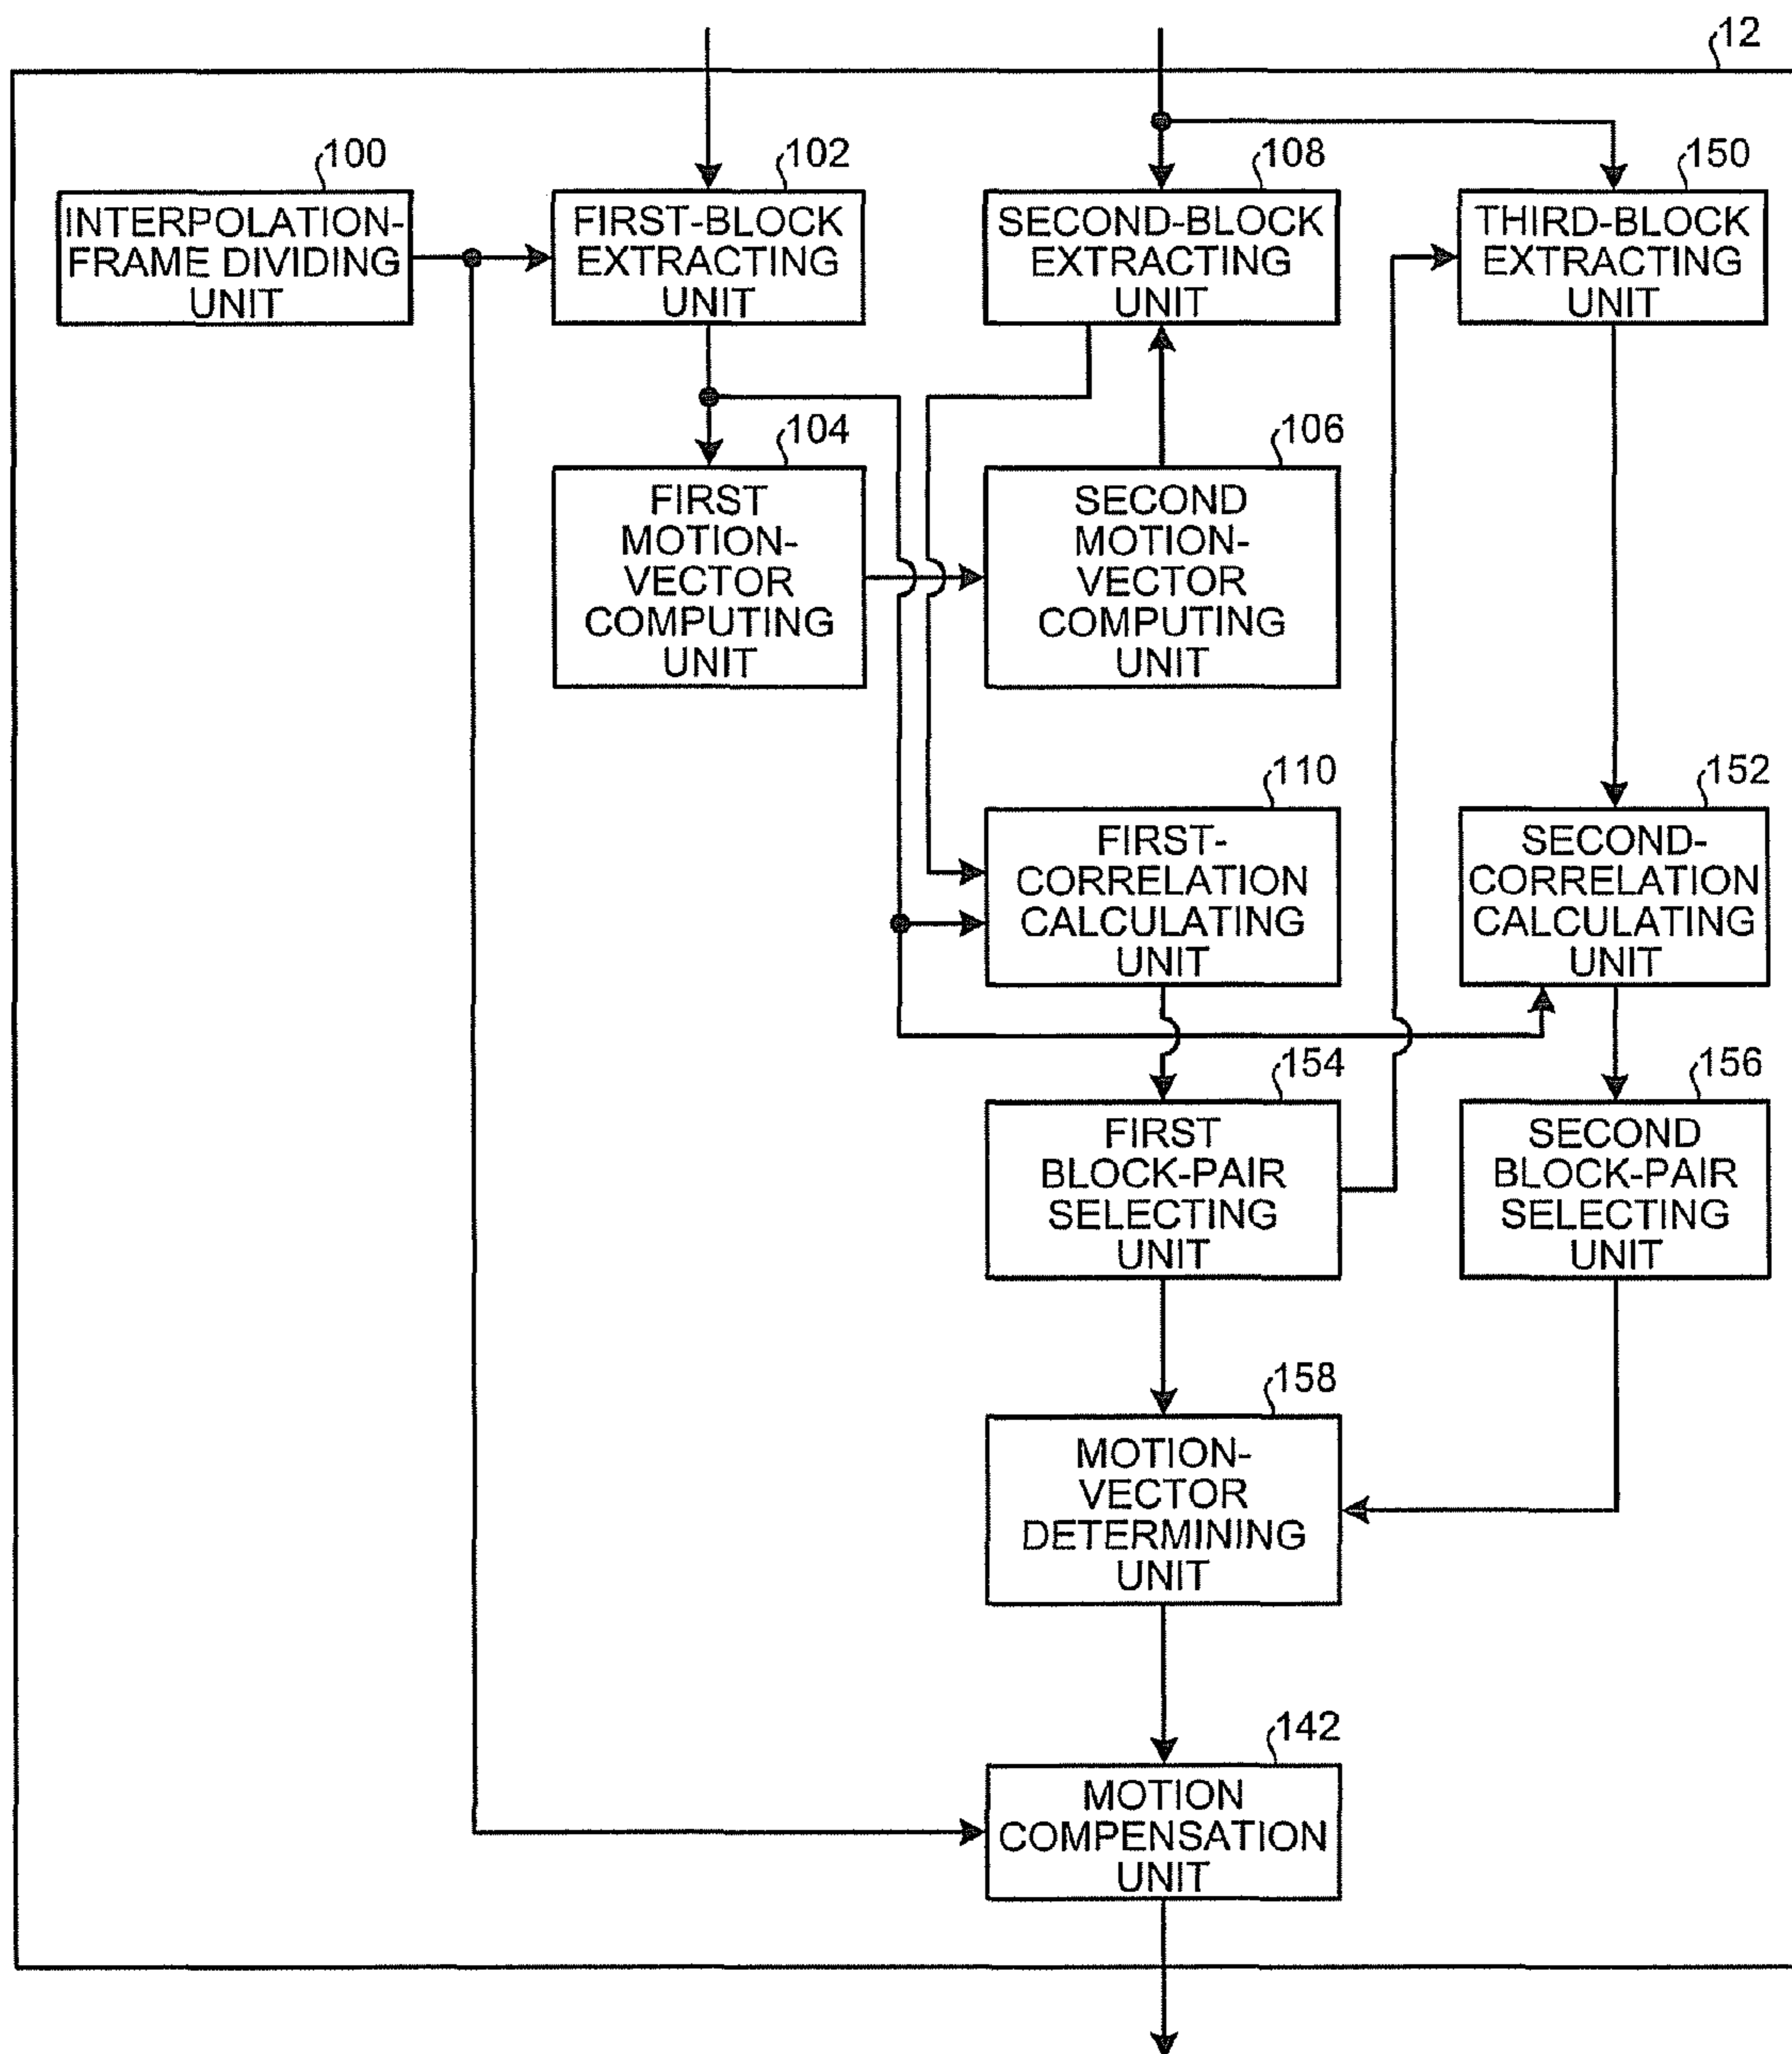 12
100
INTERPOLATION-
FRAME DIVIDING
UNIT
102
FIRST-BLOCK
EXTRACTING
UNIT
108
SECOND-BLOCK
EXTRACTING
UNIT
150
THIRD-BLOCK
EXTRACTING
UNIT
104
FIRST
MOTION-
VECTOR
COMPUTING
UNIT
106
SECOND
MOTION-
VECTOR
COMPUTING
UNIT
110
FIRST-
CORRELATION
CALCULATING
UNIT
152
SECOND-
CORRELATION
CALCULATING
UNIT
154
FIRST
BLOCK-PAIR
SELECTING
UNIT
156
SECOND
BLOCK-PAIR
SELECTING
UNIT
158
MOTION-
VECTOR
DETERMINING
UNIT
142
MOTION
COMPENSATION
UNIT